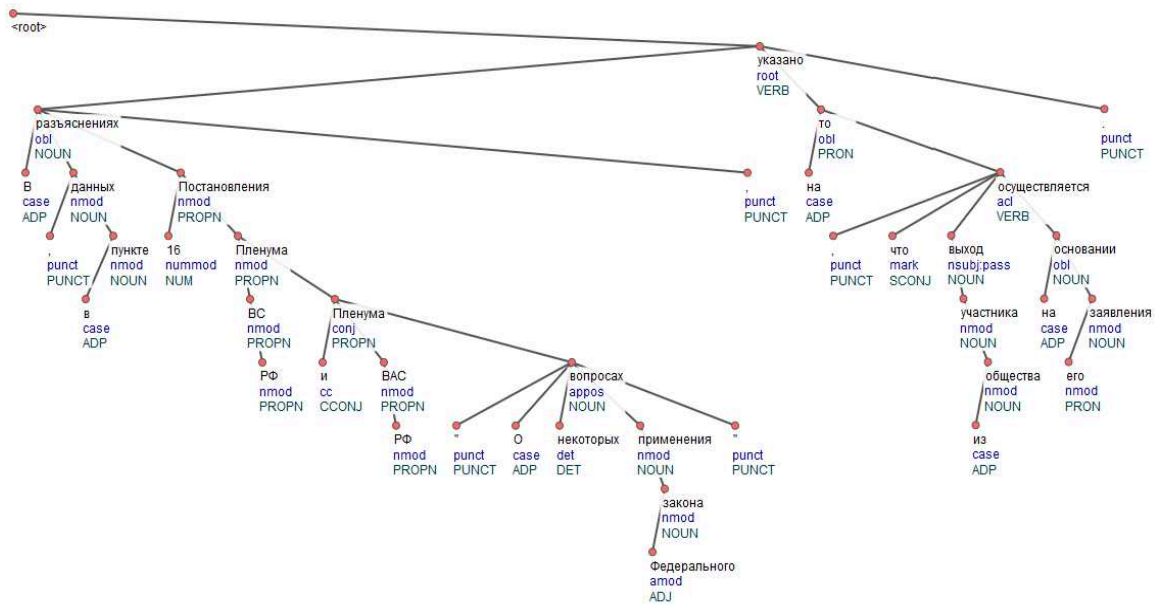 <root>
указано
root
VERB
разъяснениях
obl
NOUN
то
obl
PRON
.
punct
PUNCT
В
case
ADP
данных
nmod
NOUN
Постановления
nmod
PROPN
,
punct
PUNCT
на
case
ADP
осуществляется
acl
VERB
,
punct
PUNCT
пункте
nmod
NOUN
16
nummod
NUM
Пленума
nmod
PROPN
,
punct
PUNCT
что
mark
SCONJ
выход
nsubj:pass
NOUN
основании
obl
NOUN
в
case
ADP
ВС
nmod
PROPN
Пленума
conj
PROPN
участника
nmod
NOUN
на
case
ADP
заявления
nmod
NOUN
РФ
nmod
PROPN
и
cc
CCONJ
ВАС
nmod
PROPN
вопросах
appos
NOUN
общества
nmod
NOUN
его
nmod
PRON
РФ
nmod
PROPN
"
punct
PUNCT
О
case
ADP
некоторых
det
DET
применения
nmod
NOUN
"
punct
PUNCT
из
case
ADP
закона
nmod
NOUN
Федерального
amod
ADJ